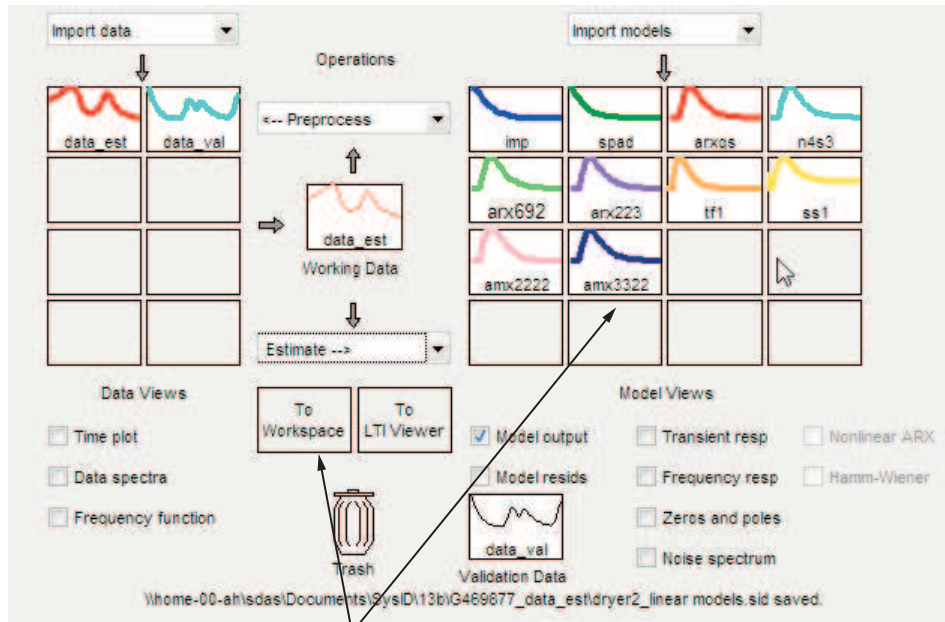 Import data
Import models
Operations
data_est
data_val
<-- Preprocess
imp
spad
arxqs
n4s3
arx692
arx223
tf1
ss1
data_est
Working Data
amx2222
amx3322
Estimate -->
Data Views
Model Views
To
Workspace
To
LTI Viewer
Time plot
Model output
Transient resp
Nonlinear ARX
Data spectra
Model resids
Frequency resp
Hamm-Wiener
Frequency function
Zeros and poles
data_val
Noise spectrum
Trash
Validation Data
\\home-00-ah\sdas\Documents\SysID\13b\G469877_data_est\dryer2_linear models.sid saved.